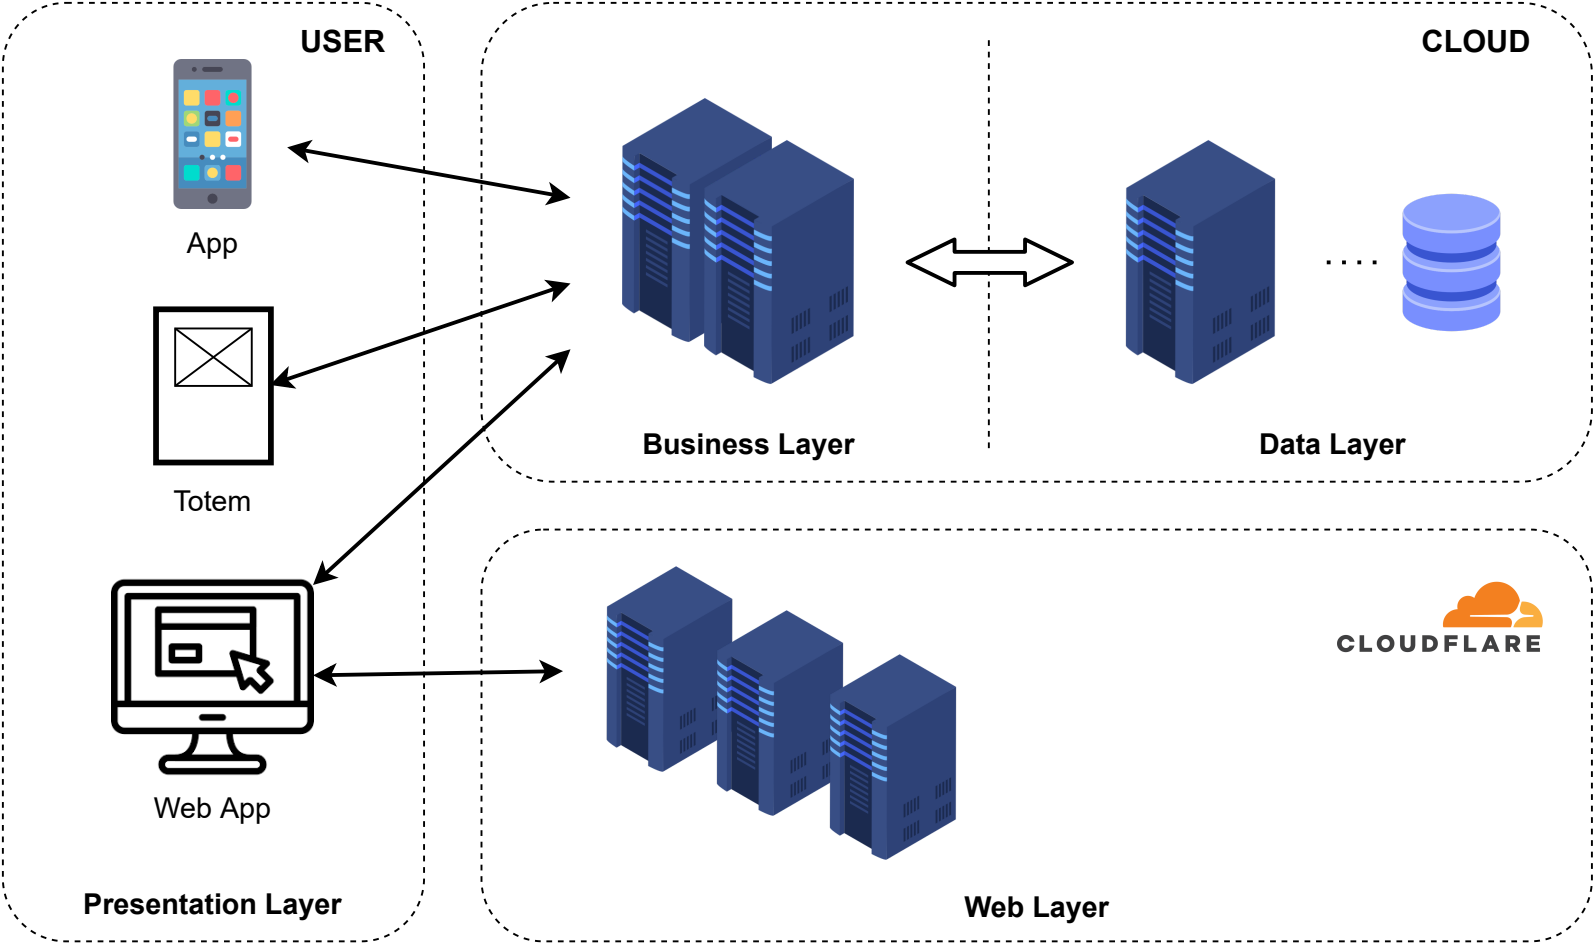 USER
App
Totem
Web App
Presentation Layer
CLOUD
Business Layer
Data Layer
CLOUDFLARE
Web Layer